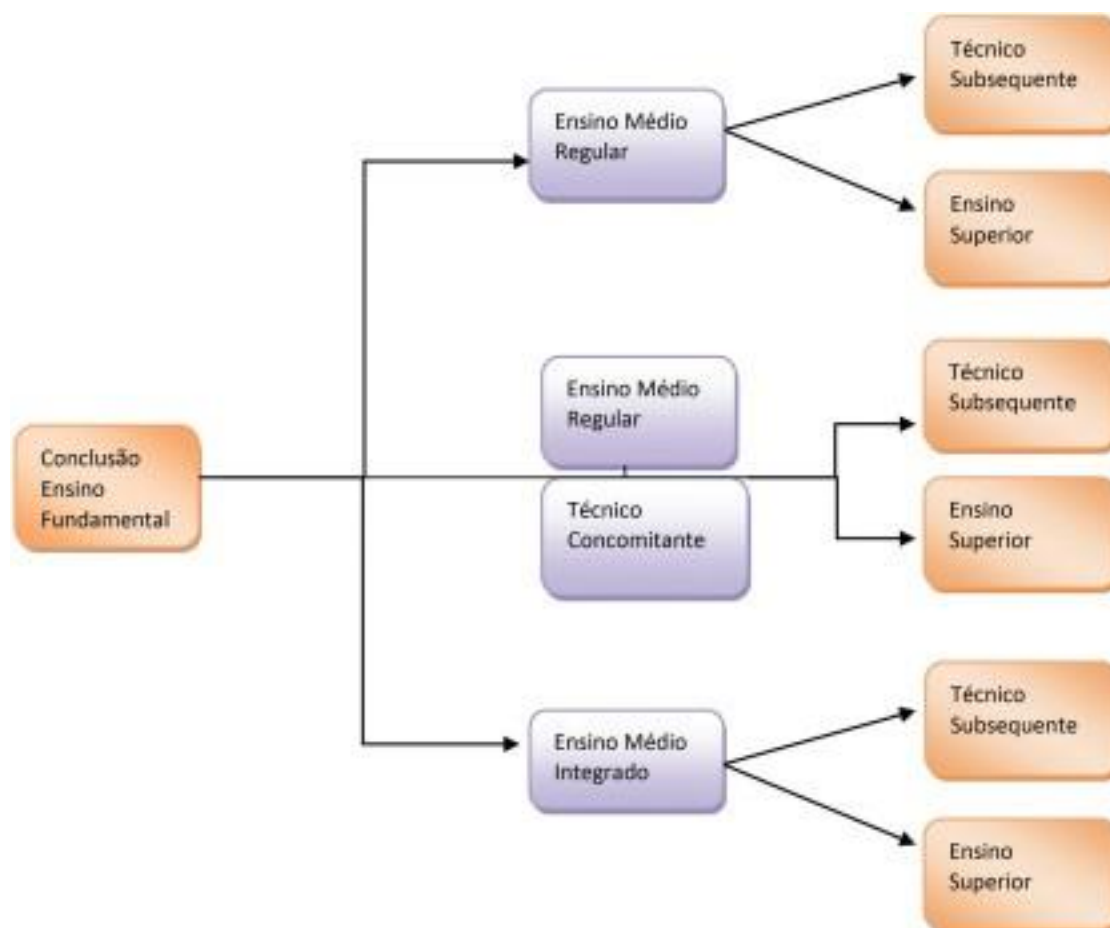 Técnico
Subsequente
Ensino Médio
Regular
Ensino
Superior
Ensino Médio
Regular
Técnico
Subsequente
Conclusão
Ensino
Fundamental
Técnico
Concomitante
Ensino
Superior
Ensino Médio
Integrado
Técnico
Subsequente
Ensino
Superior